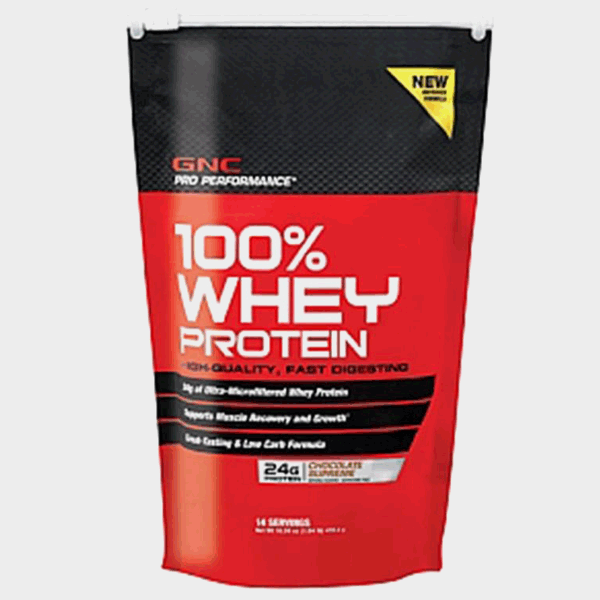 NEW
FORMULA
GNC
PRO PERFORMANCE®
100%
WHEY
PROTEIN
HIGH-QUALITY, FAST DIGESTING
24g of Ultra-Microfiltered Whey Protein
Supports Muscle Recovery and Growth*
Great-Tasting & Low Carb Formula
24G
PROTEIN
CHOCOLATE
SUPREME
14 SERVINGS